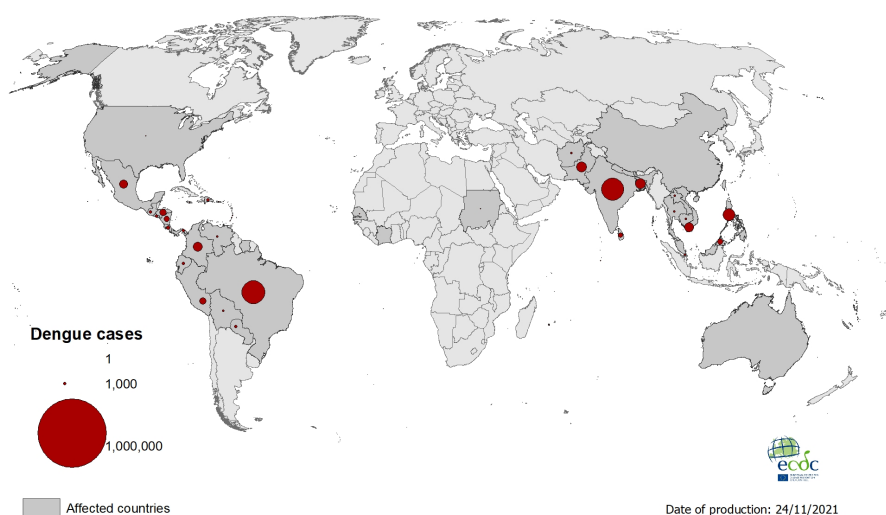 Dengue cases
1
1,000
1,000,000
Affected countries
ecdc
Date of production: 24/11/2021